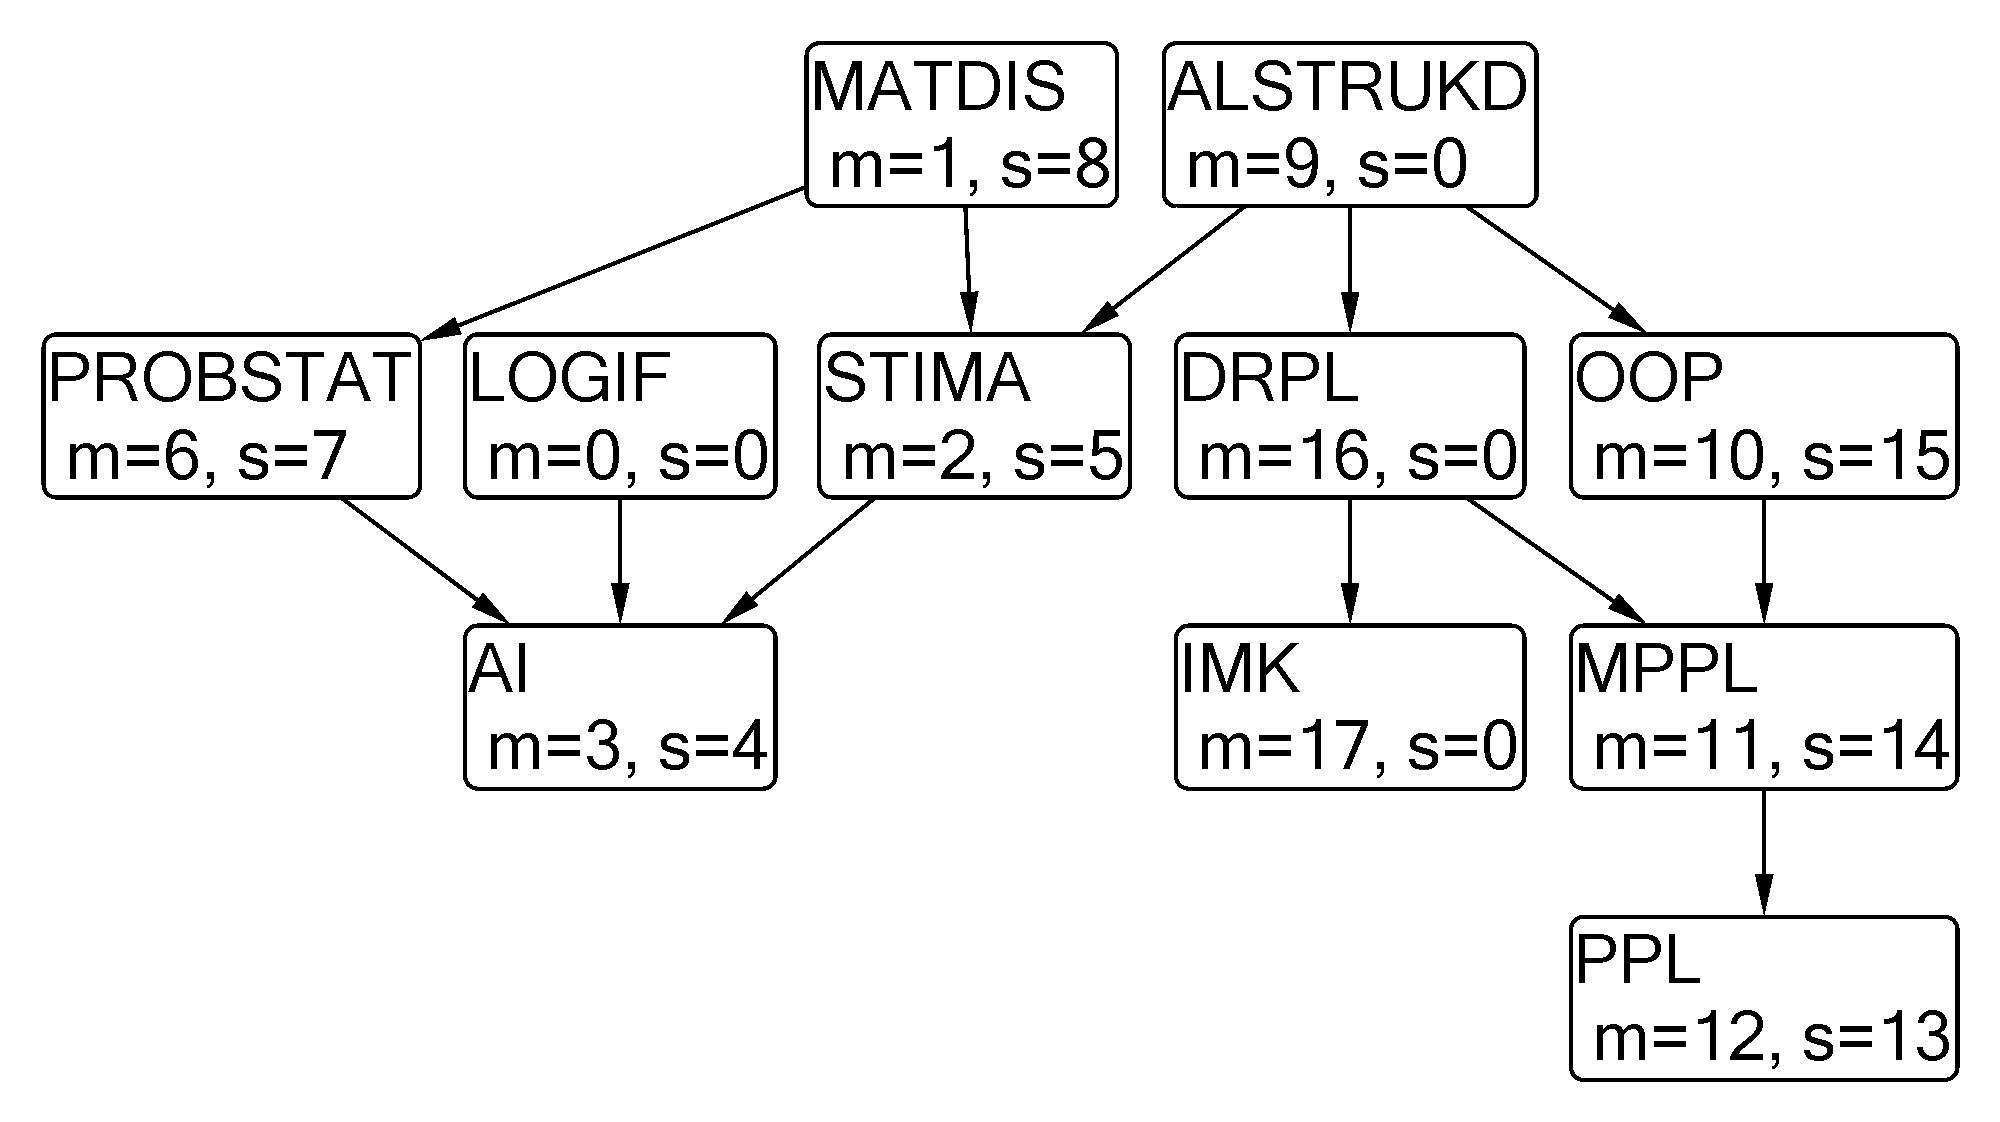 MATDIS
m=1, s=8
ALSTRUKD
m=9, s=0
PROBSTAT
m=6, s=7
LOGIF
m=0, s=0
STIMA
m=2, s=5
DRPL
m=16, s=0
OOP
m=10, s=15
AI
m=3, s=4
IMK
m=17, s=0
MPPL
m=11, s=14
PPL
m=12, s=13